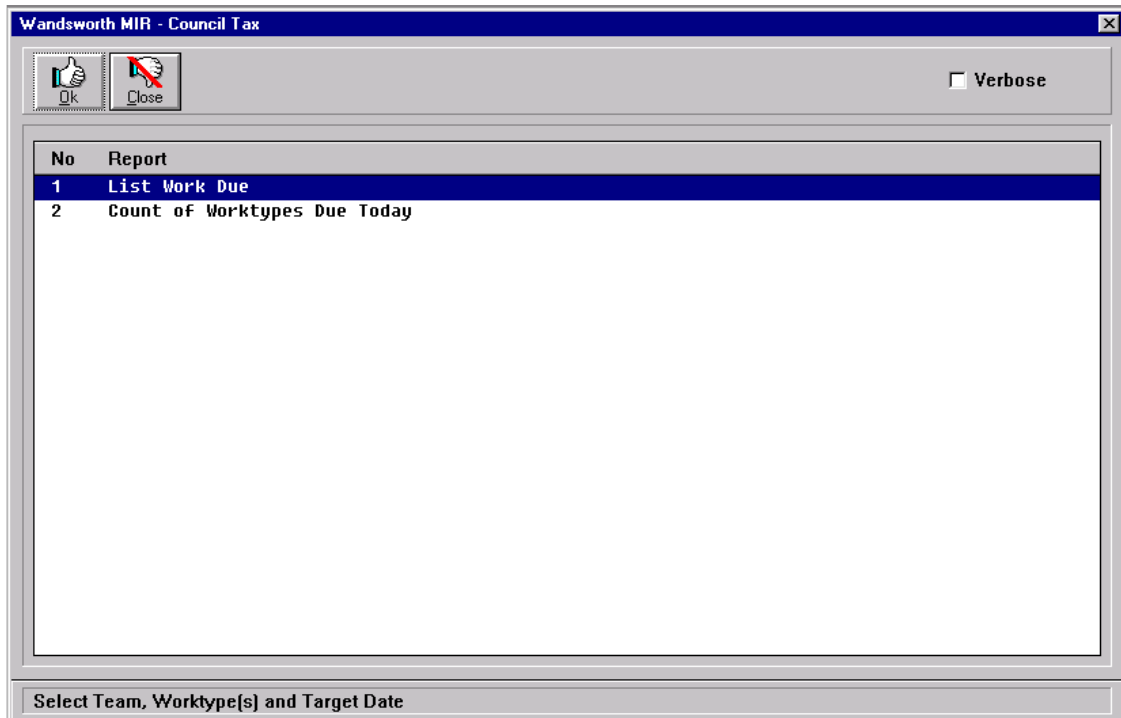 Wandsworth MIR - Council Tax
Ok Close Verbose
No Report
1 List Work Due
2 Count of Worktypes Due Today
Select Team, Worktype(s) and Target Date